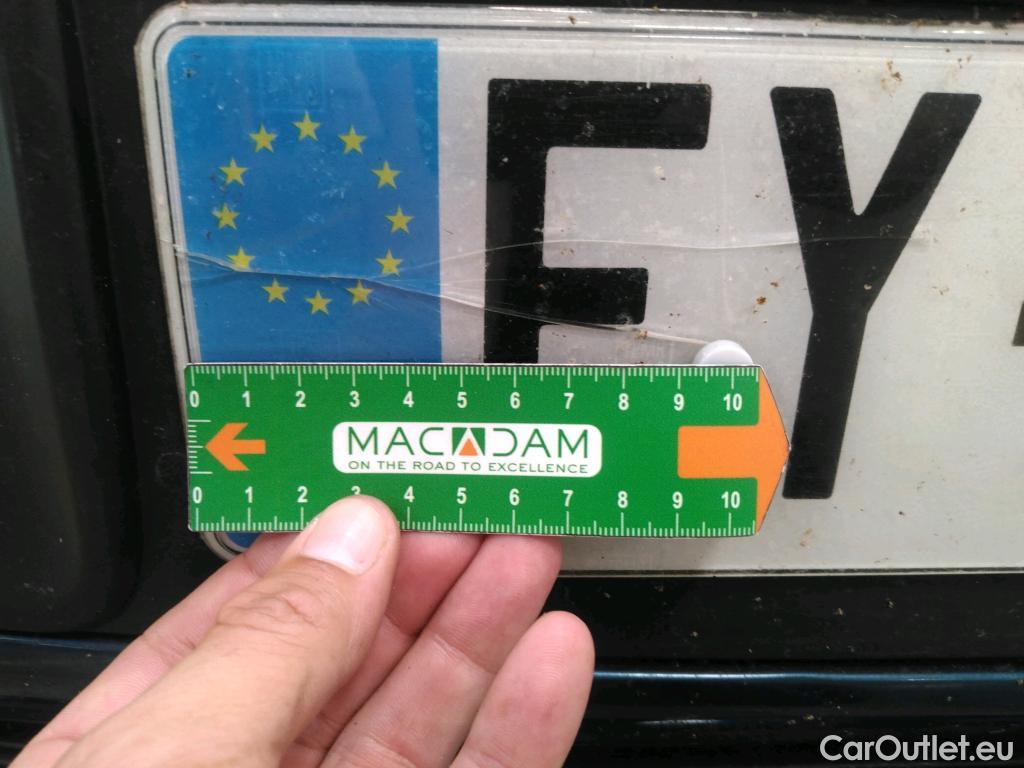 EY
0 1 2 3 4 5 6 7 8 9 10
MACADAM
ON THE ROAD TO EXCELLENCE
0 1 2 3 4 5 6 7 8 9 10
CarOutlet.eu